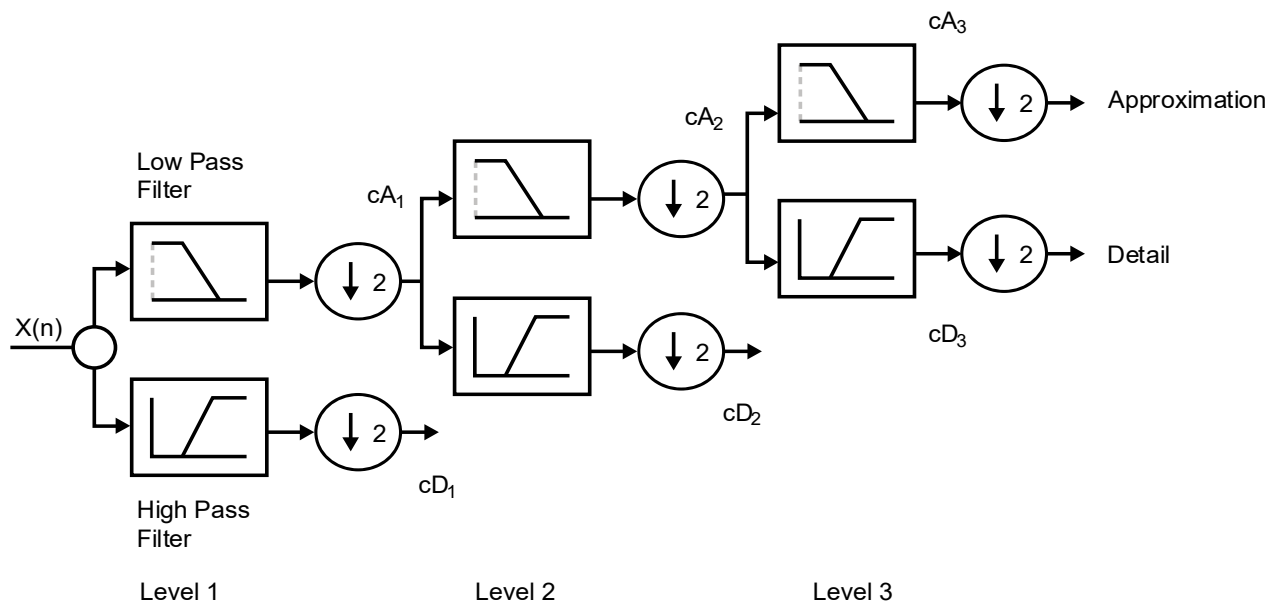 cA3
2
Approximation
cA2
Low Pass
Filter
cA1
2
2
2
Detail
X(n)
2
cD3
2
cD2
cD1
High Pass
Filter
Level 1
Level 2
Level 3